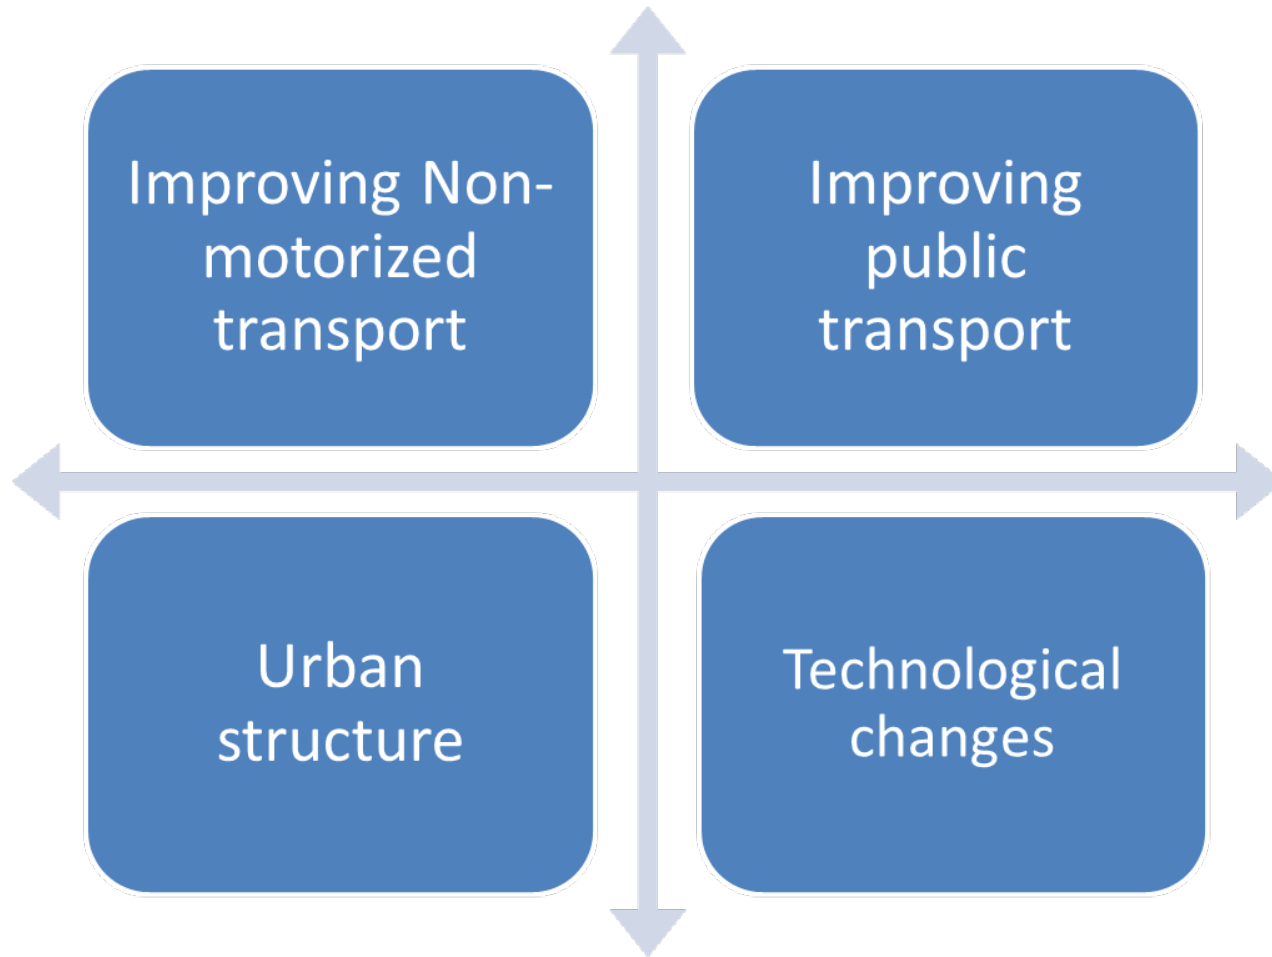 Improving Non-
motorized
transport
Improving
public
transport
Urban
structure
Technological
changes